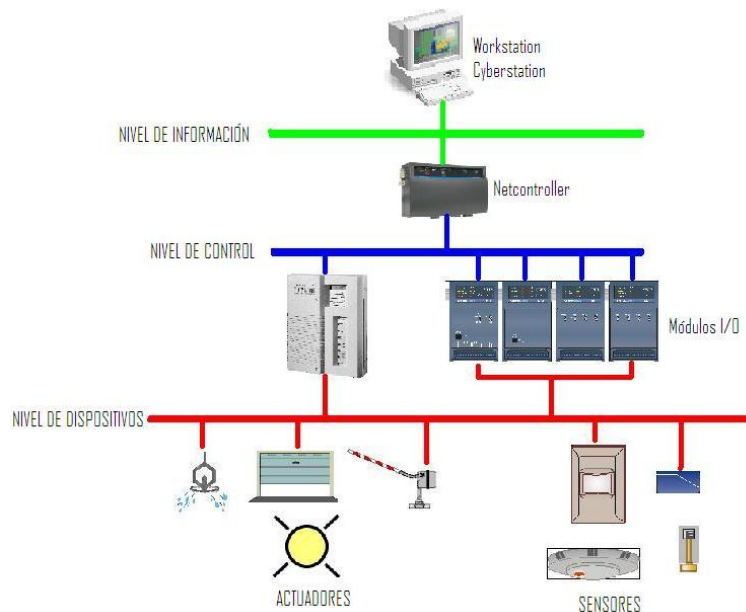 Workstation
Cyberstation
NIVEL DE INFORMACIÓN
Netcontroller
NIVEL DE CONTROL
Módulos I/O
NIVEL DE DISPOSITIVOS
ACTUADORES
SENSORES